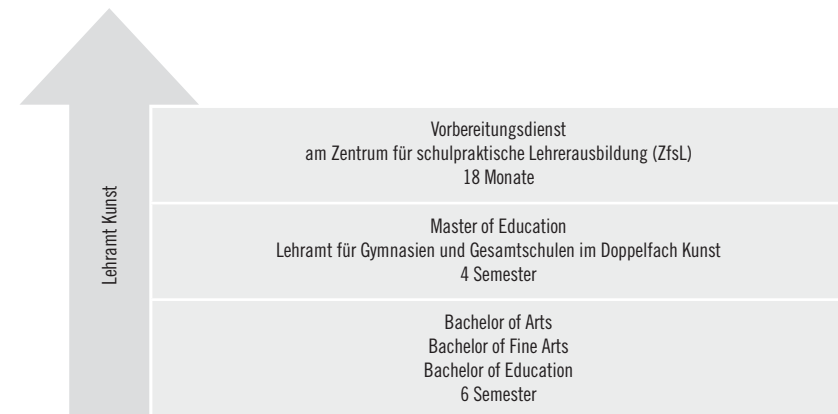 Lehramt Kunst
Vorbereitungsdienst
am Zentrum für schulpraktische Lehrerausbildung (ZfsL)
18 Monate
Master of Education
Lehramt für Gymnasien und Gesamtschulen im Doppelfach Kunst
4 Semester
Bachelor of Arts
Bachelor of Fine Arts
Bachelor of Education
6 Semester